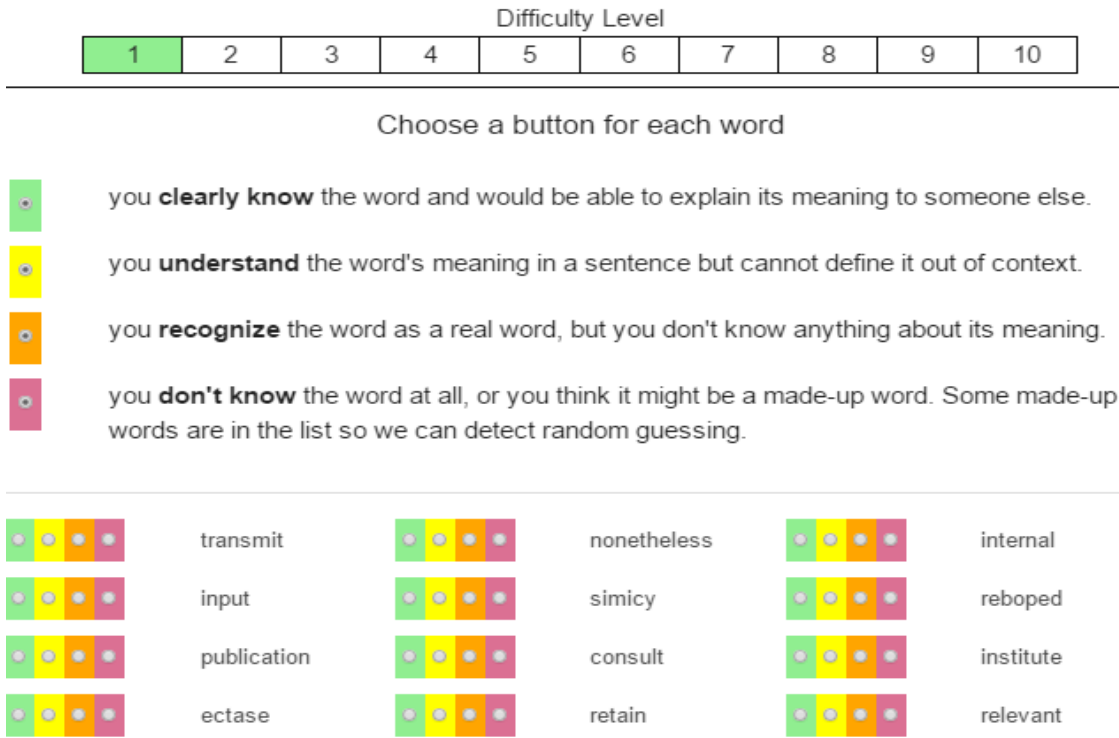 Difficulty Level
1 2 3 4 5 6 7 8 9 10
Choose a button for each word
you clearly know the word and would be able to explain its meaning to someone else.
you understand the word's meaning in a sentence but cannot define it out of context.
you recognize the word as a real word, but you don't know anything about its meaning.
you don't know the word at all, or you think it might be a made-up word. Some made-up
words are in the list so we can detect random guessing.
transmit nonetheless internal
input simicy reboped
publication consult institute
ectase retain relevant